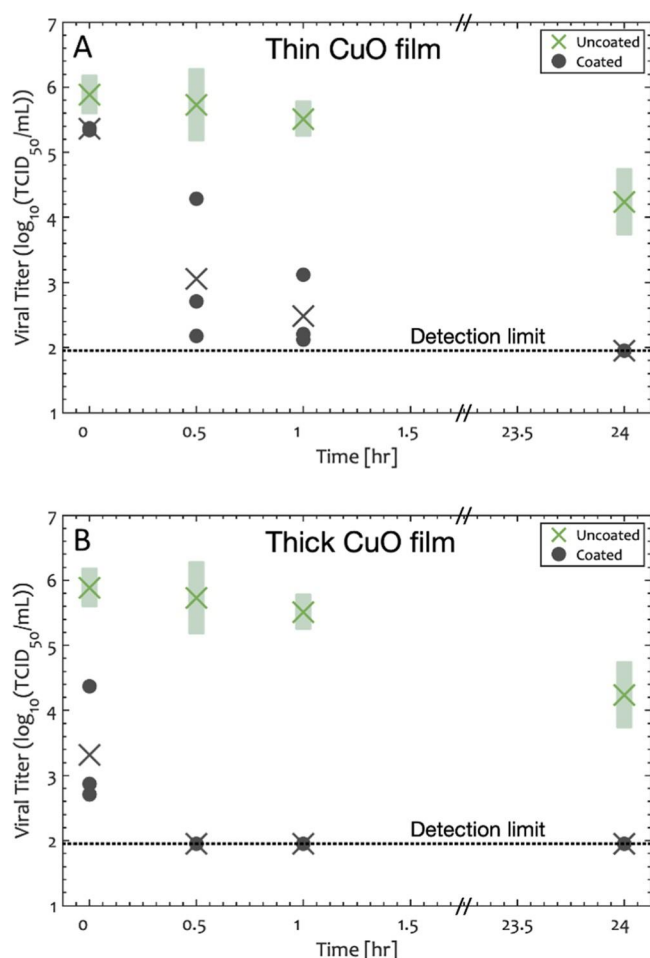 A
Thin CuO film
Uncoated
Coated
7
6
5
4
3
2
1
Viral Titer (log₁₀(TCID₅₀/mL))
Detection limit
0
0.5
1
1.5
23.5
24
Time [hr]
B
Thick CuO film
Uncoated
Coated
7
6
5
4
3
2
1
Viral Titer (log₁₀(TCID₅₀/mL))
Detection limit
0
0.5
1
1.5
23.5
24
Time [hr]